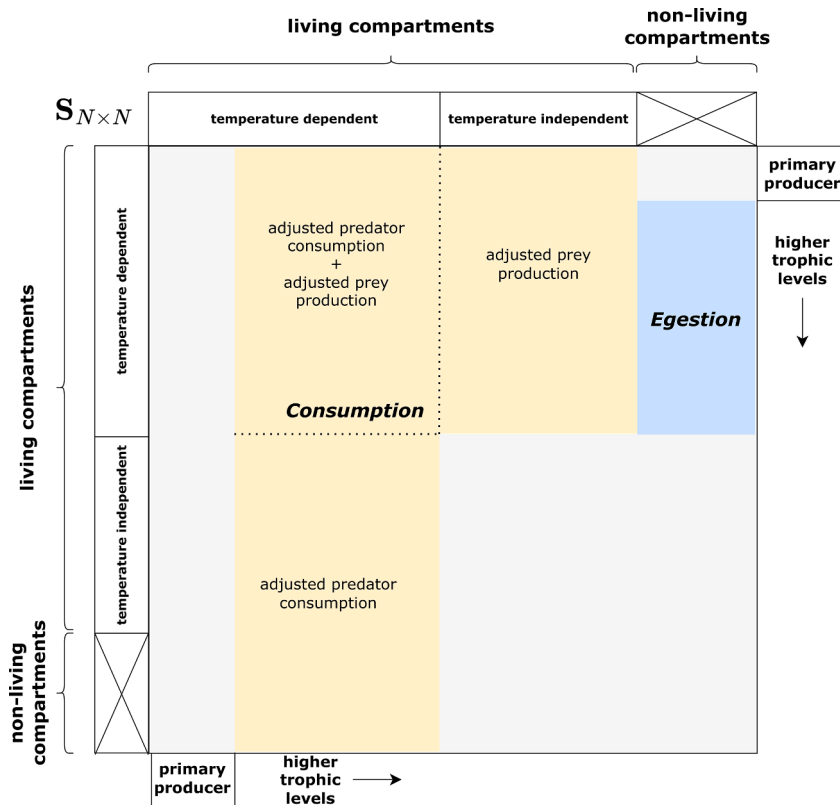 living compartments
non-living
compartments
S_{N×N}
temperature dependent
temperature independent
primary
producer
higher
trophic
levels
living compartments
temperature dependent
temperature independent
non-living
compartments
adjusted predator
consumption
+
adjusted prey
production
adjusted prey
production
Egestion
Consumption
adjusted predator
consumption
primary
producer
higher
trophic
levels